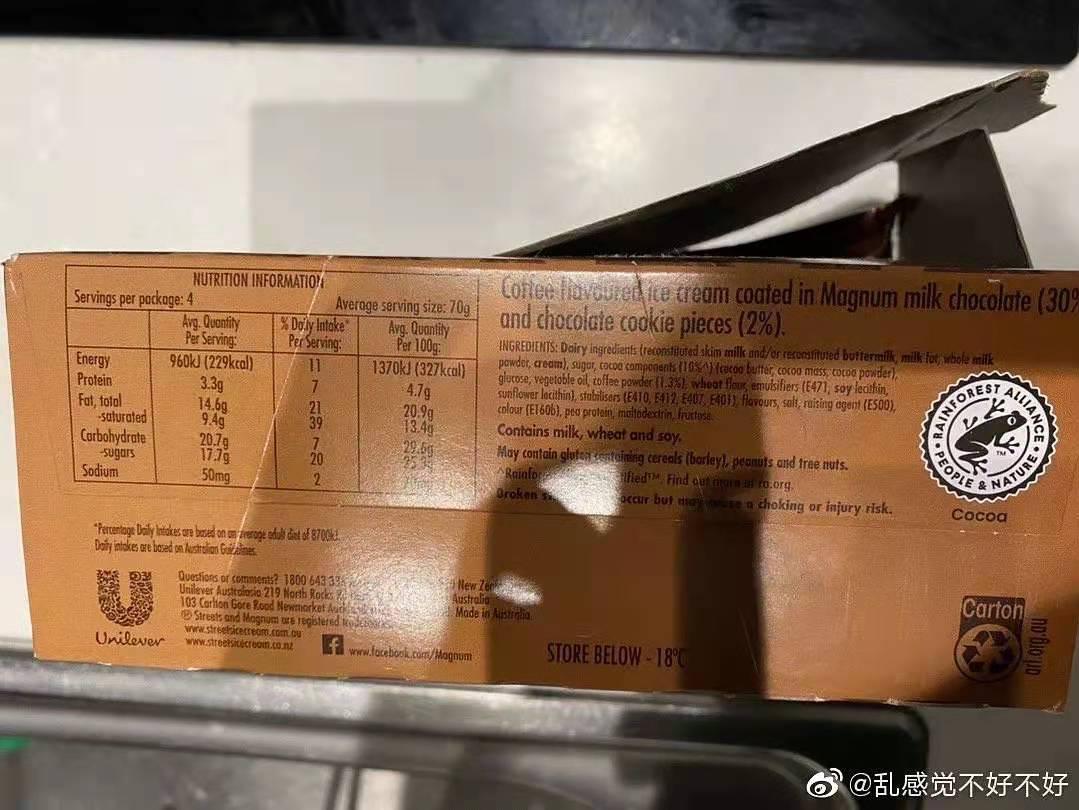 NUTRITION INFORMATION
Servings per package: 4 Average serving size: 70g
Avg. Quantity Per Serving: % Daily Intake* Per Serving: Avg. Quantity Per 100g:
Energy 960kJ (229kcal) 11 1370kJ (327kcal)
Protein 3.3g 7 4.7g
Fat, total 14.6g 21 20.9g
-saturated 9.4g 39 13.4g
Carbohydrate 20.7g 7 29.6g
-sugars 17.7g 20 25.3g
Sodium 50mg 2
*Percentage Daily Intakes are based on an average adult diet of 8700kJ.
Daily intakes are based on Australian Guidelines.
Unilever
Questions or comments? 1800 643 New
Unilever Australasia 219 North Rocks Australia
103 Carlton Gore Road Newmarket Made in Australia.
® Streets and Magnum are registered trademarks
www.streetsicecream.com.au
www.streetsicecream.co.nz
www.facebook.com/Magnum
Coffee flavoured ice cream coated in Magnum milk chocolate (30%
and chocolate cookie pieces (2%).
INGREDIENTS: Dairy ingredients (reconstituted skim milk and/or reconstituted buttermilk, milk fat, whole milk
powder, cream), sugar, cocoa components (10%^) (cocoa butter, cocoa mass, cocoa powder),
glucose, vegetable oil, coffee powder (1.3%), wheat flour, emulsifiers (E471, soy lecithin,
sunflower lecithin), stabilisers (E410, E412, E407, E401), flavours, salt, raising agent (E500),
colour (E160b), pea protein, maltodextrin, fructose.
Contains milk, wheat and soy.
May contain gluten containing cereals (barley), peanuts and tree nuts.
Find out more at ra.org.
Broken occur but may cause a choking or injury risk.
STORE BELOW -18°C
RAINFOREST ALLIANCE
PEOPLE & NATURE
TM
Cocoa
Carton
arl.org.au
@乱感觉不好不好